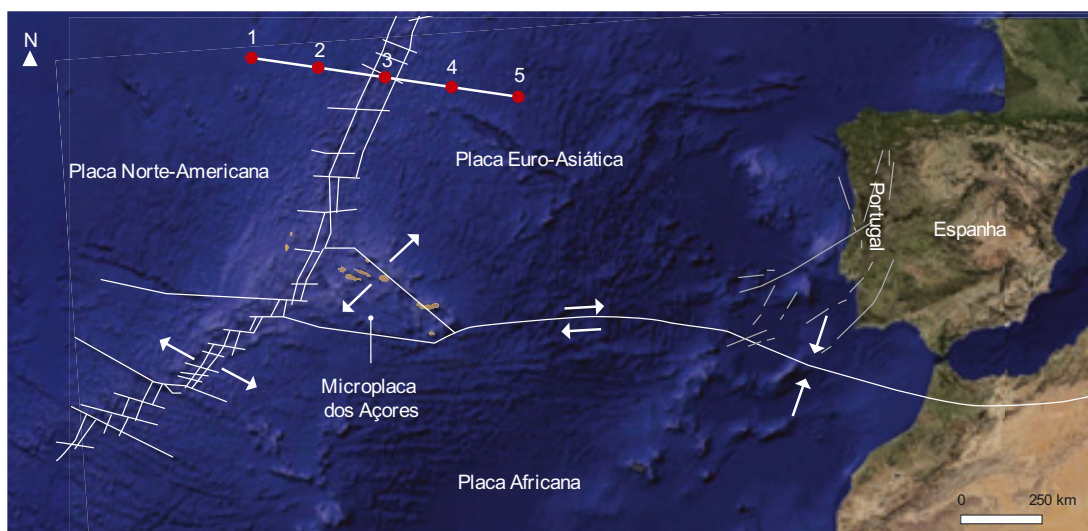 N
1
2
3
4
5
Placa Norte-Americana
Placa Euro-Asiática
Portugal
Espanha
Microplaca
dos Açores
Placa Africana
0
250 km